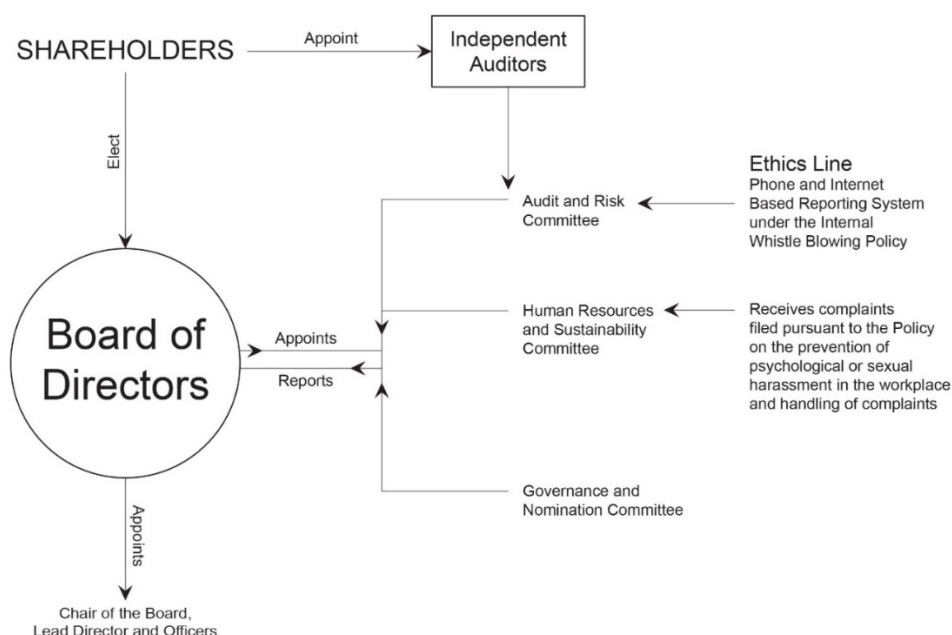 SHAREHOLDERS
Appoint
Independent
Auditors
Elect
Ethics Line
Phone and Internet
Based Reporting System
under the Internal
Whistle Blowing Policy
Audit and Risk
Committee
Board of
Directors
Appoints
Reports
Human Resources
and Sustainability
Committee
Receives complaints
filed pursuant to the Policy
on the prevention of
psychological or sexual
harassment in the workplace
and handling of complaints
Governance and
Nomination Committee
Appoints
Chair of the Board,
Lead Director and Officers